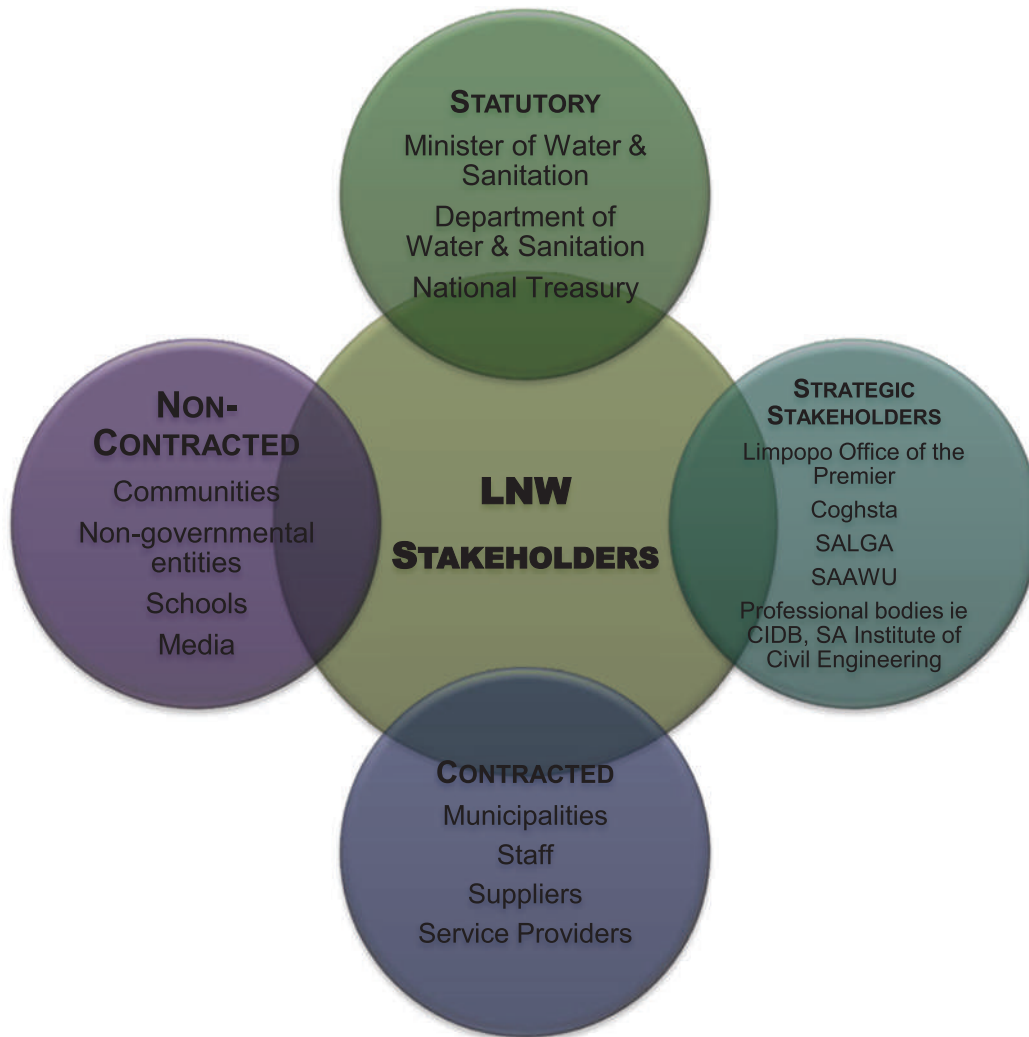 STATUTORY
Minister of Water &
Sanitation
Department of
Water & Sanitation
National Treasury
NON-
CONTRACTED
Communities
Non-governmental
entities
Schools
Media
LNW
STAKEHOLDERS
STRATEGIC
STAKEHOLDERS
Limpopo Office of the
Premier
Coghsta
SALGA
SAAWU
Professional bodies ie
CIDB, SA Institute of
Civil Engineering
CONTRACTED
Municipalities
Staff
Suppliers
Service Providers